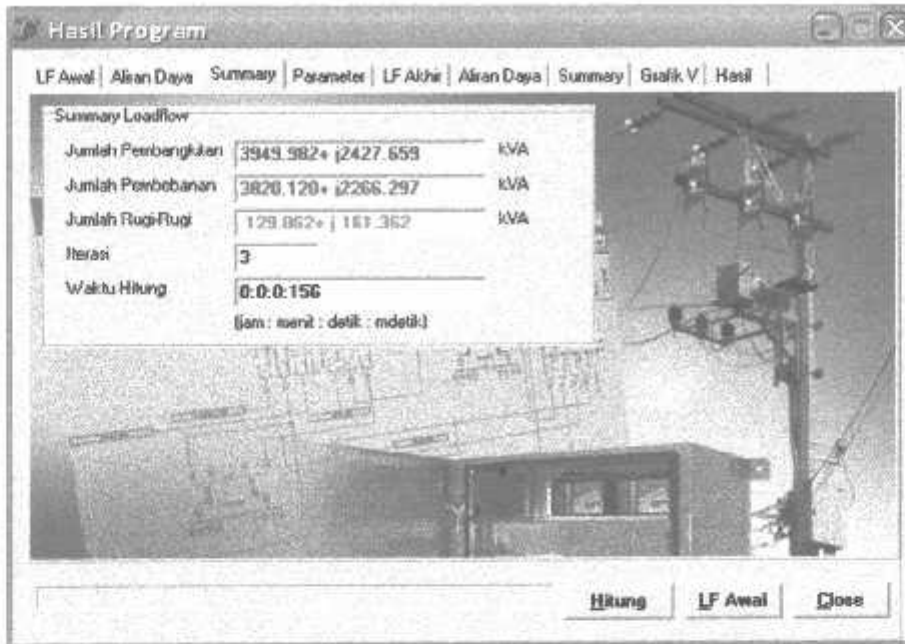 Hasil Program
LF Awal Aliran Daya Summary Parameter LF Akhir Aliran Daya Summary Grafik V Hasil
Summary Loadflow
Jumlah Pembangkitan 3949.982+ j2427.659 kVA
Jumlah Pembebanan 3820.120+ j2266.297 kVA
Jumlah Rugi-Rugi 129.862+ j 161.362 kVA
Iterasi 3
Waktu Hitung 0:0:0:156
(jam : menit : detik : mdetik)
Hitung LF Awal Close